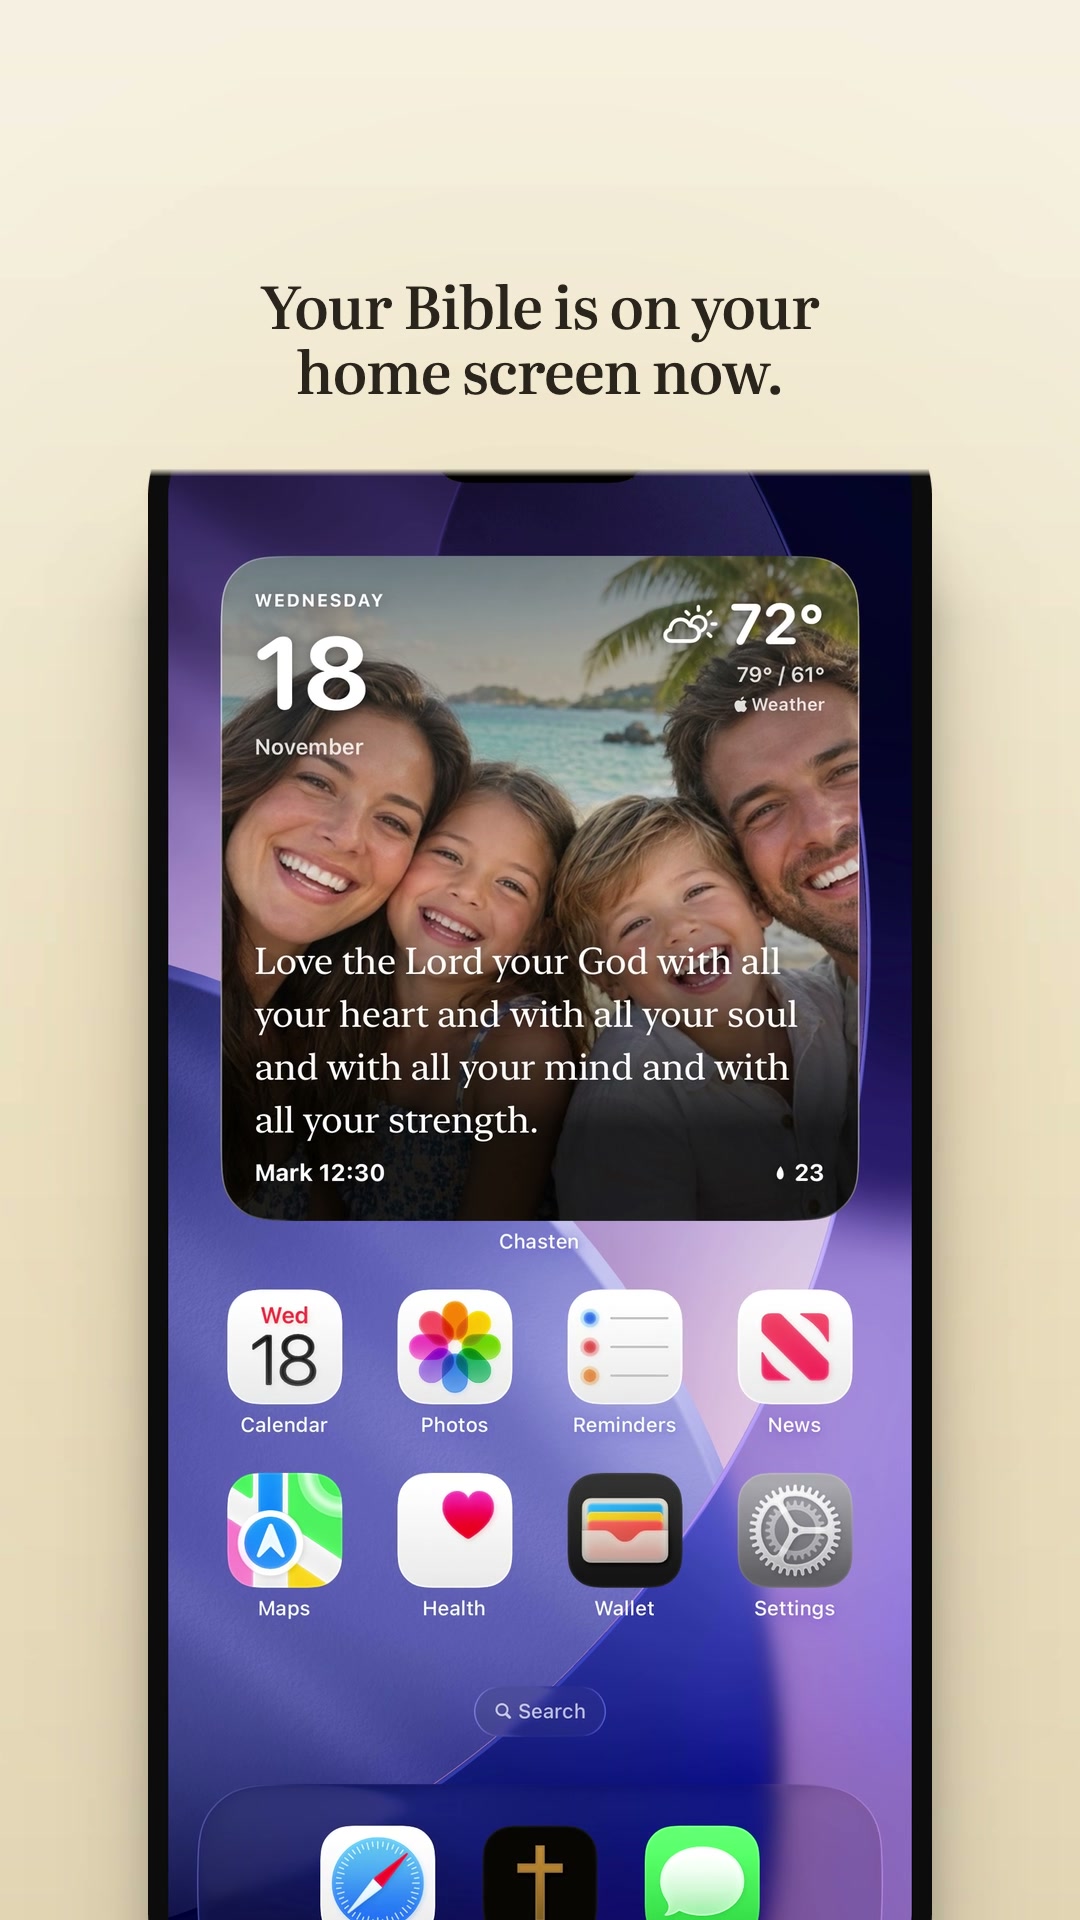 Your Bible is on your
home screen now.
WEDNESDAY
18
November
72°
79° / 61°
Weather
Love the Lord your God with all
your heart and with all your soul
and with all your mind and with
all your strength.
Mark 12:30
23
Chasten
Wed
18
Calendar
Photos
Reminders
News
Maps
Health
Wallet
Settings
Search